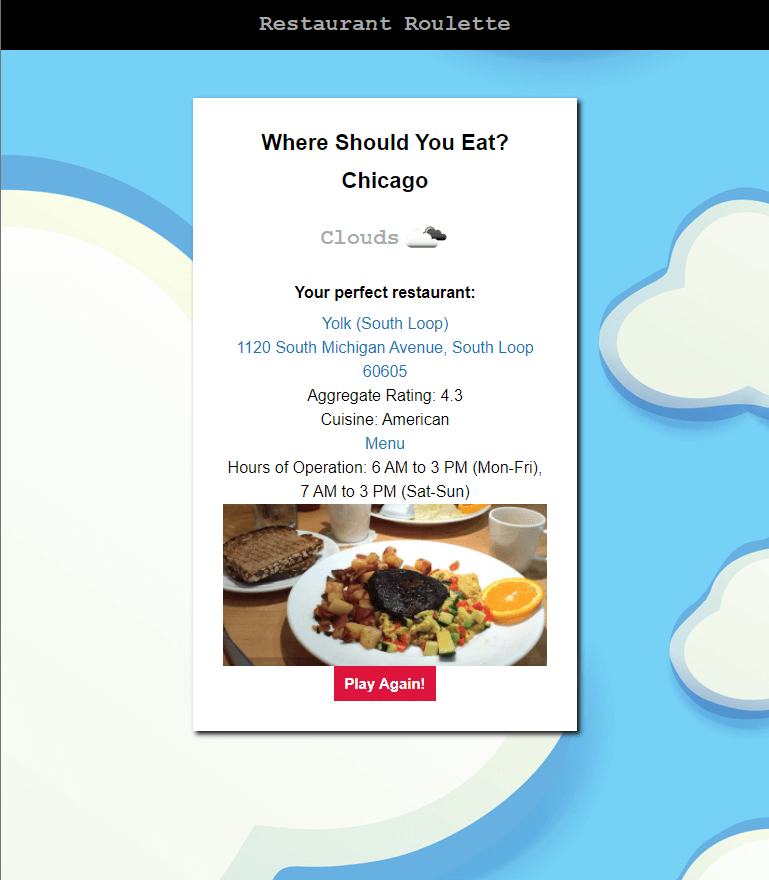 Restaurant Roulette
Where Should You Eat?
Chicago
Clouds
Your perfect restaurant:
Yolk (South Loop)
1120 South Michigan Avenue, South Loop
60605
Aggregate Rating: 4.3
Cuisine: American
Menu
Hours of Operation: 6 AM to 3 PM (Mon-Fri),
7 AM to 3 PM (Sat-Sun)
Play Again!